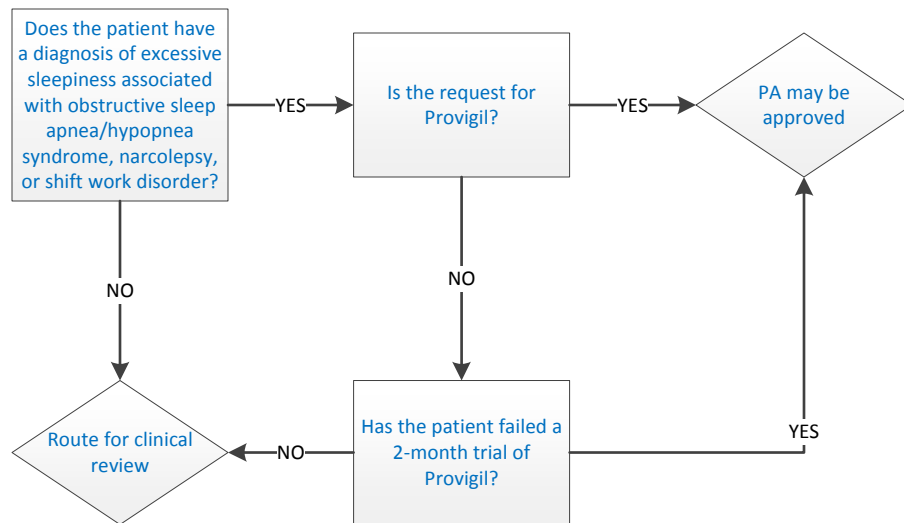 Does the patient have
a diagnosis of excessive
sleepiness associated
with obstructive sleep
apnea/hypopnea
syndrome, narcolepsy,
or shift work disorder?
YES
Is the request for
Provigil?
YES
PA may be
approved
NO
NO
Route for clinical
review
NO
Has the patient failed a
2-month trial of
Provigil?
YES